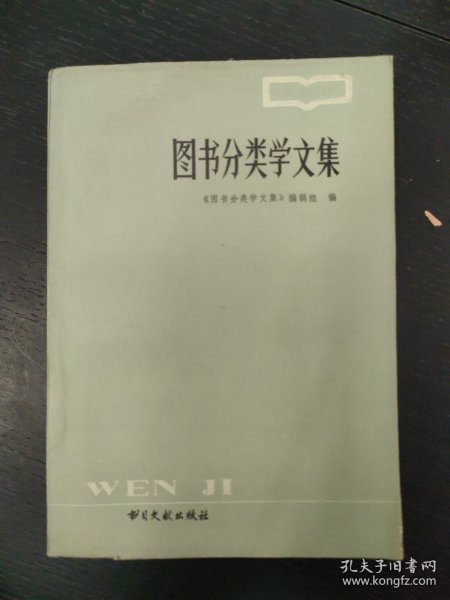 图书分类学文集
《图书分类学文集》编辑组 编
WEN JI
书目文献出版社
孔夫子旧书网
www.kongfz.com